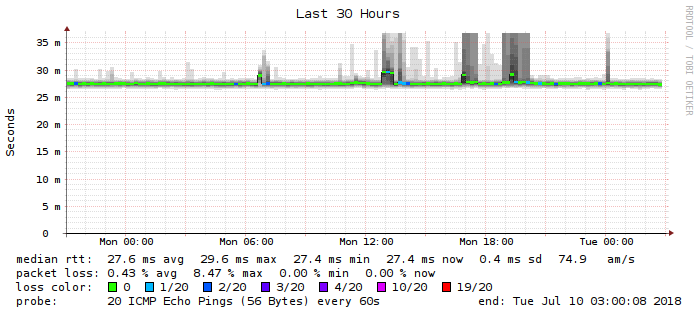 Last 30 Hours
RRDTOOL / TOBI OETIKER
Seconds
35 m
30 m
25 m
20 m
15 m
10 m
5 m
0
Mon 00:00 Mon 06:00 Mon 12:00 Mon 18:00 Tue 00:00
median rtt: 27.6 ms avg 29.6 ms max 27.4 ms min 27.4 ms now 0.4 ms sd 74.9 am/s
packet loss: 0.43 % avg 8.47 % max 0.00 % min 0.00 % now
loss color: 0 1/20 2/20 3/20 4/20 10/20 19/20
probe: 20 ICMP Echo Pings (56 Bytes) every 60s end: Tue Jul 10 03:00:08 2018